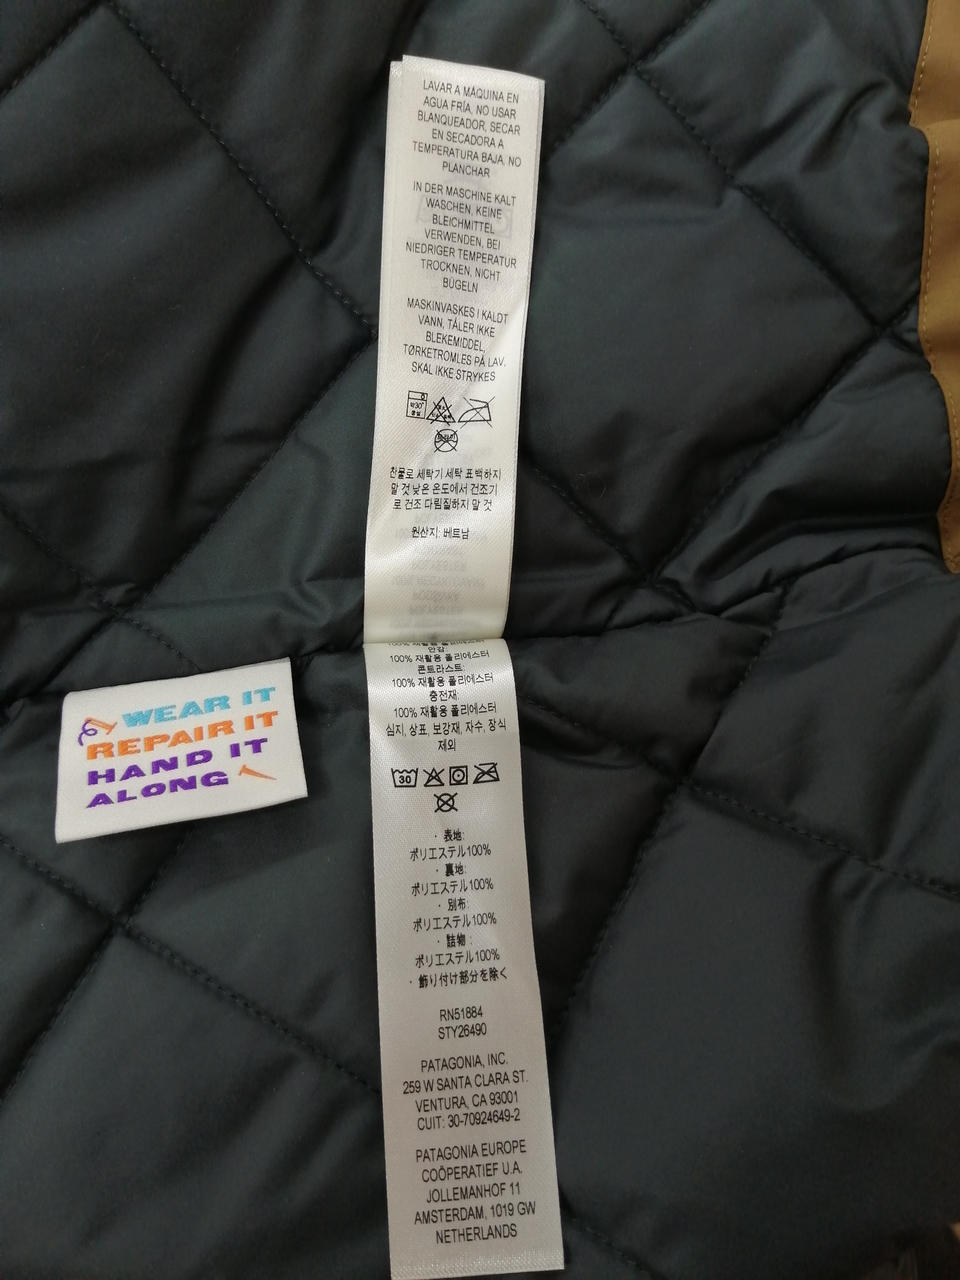 LAVAR A MÁQUINA EN
AGUA FRÍA, NO USAR
BLANQUEADOR, SECAR
EN SECADORA A
TEMPERATURA BAJA, NO
PLANCHAR
IN DER MASCHINE KALT
WASCHEN, KEINE
BLEICHMITTEL
VERWENDEN, BEI
NIEDRIGER TEMPERATUR
TROCKNEN, NICHT
BÜGELN
MASKINVASKES I KALDT
VANN, TÅLER IKKE
BLEKEMIDDEL,
TØRKETROMLES PÅ LAV.
SKAL IKKE STRYKES
약30°
중성
찬물로 세탁기 세탁 표백하지
말 것 낮은 온도에서 건조기
로 건조 다림질하지 말 것
원산지: 베트남
안감:
100% 재활용 폴리에스터
콘트라스트:
100% 재활용 폴리에스터
충전재:
100% 재활용 폴리에스터
심지, 상표, 보강재, 자수, 장식
제외
30
· 表地:
ポリエステル100%
· 裏地:
ポリエステル100%
· 別布:
ポリエステル100%
· 詰物:
ポリエステル100%
· 飾り付け部分を除く
RN51884
STY26490
PATAGONIA, INC.
259 W SANTA CLARA ST.
VENTURA, CA 93001
CUIT: 30-70924649-2
PATAGONIA EUROPE
COÖPERATIEF U.A.
JOLLEMANHOF 11
AMSTERDAM, 1019 GW
NETHERLANDS
WEAR IT
REPAIR IT
HAND IT
ALONG